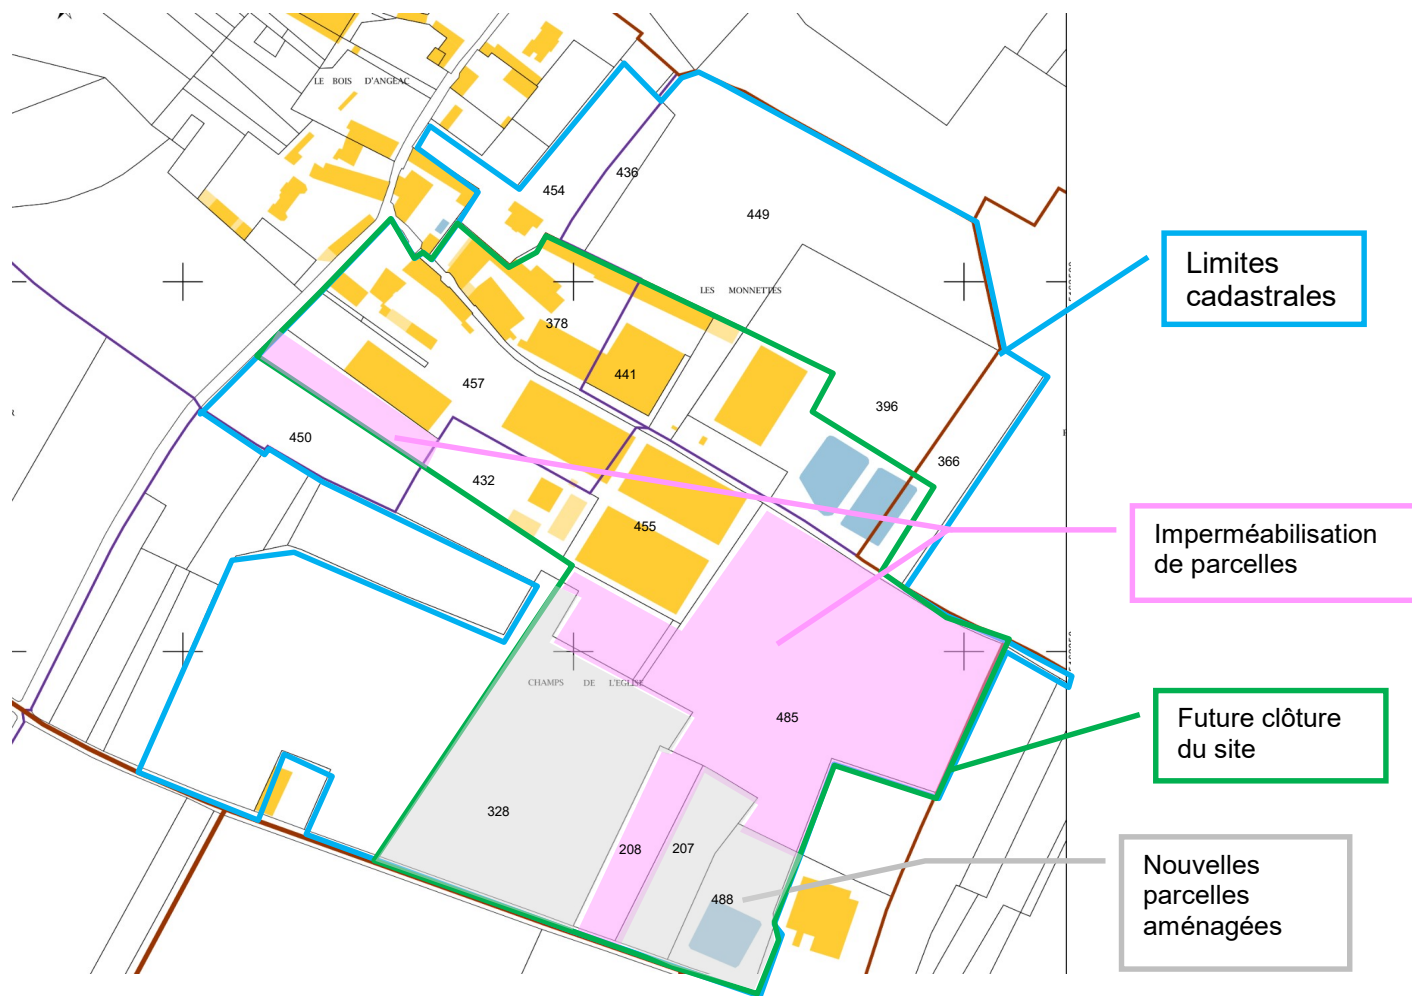 LE BOIS D'ANGEAC
436
454
449
LES MONNETTES
378
441
457
396
450
366
432
455
CHAMPS DE L'EGLISE
485
328
208
207
488
Limites
cadastrales
Imperméabilisation
de parcelles
Future clôture
du site
Nouvelles
parcelles
aménagées